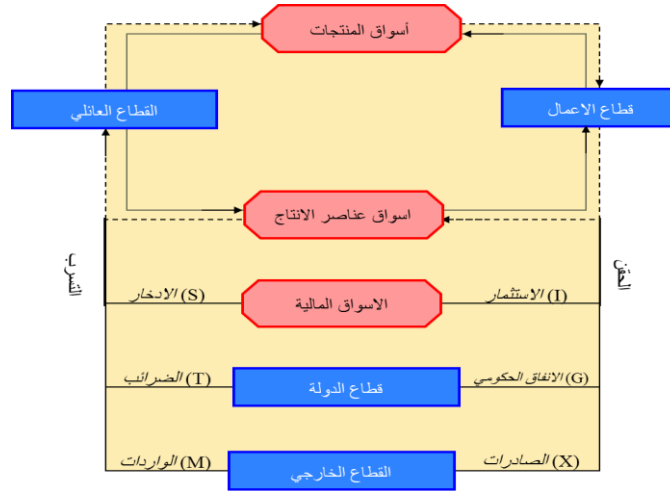 أسواق المنتجات
القطاع العائلي
قطاع الاعمال
اسواق عناصر الانتاج
الحقن
التسرب
الاستثمار (I)
الاسواق المالية
الادخار (S)
الانفاق الحكومي (G)
قطاع الدولة
الضرائب (T)
الصادرات (X)
القطاع الخارجي
الواردات (M)